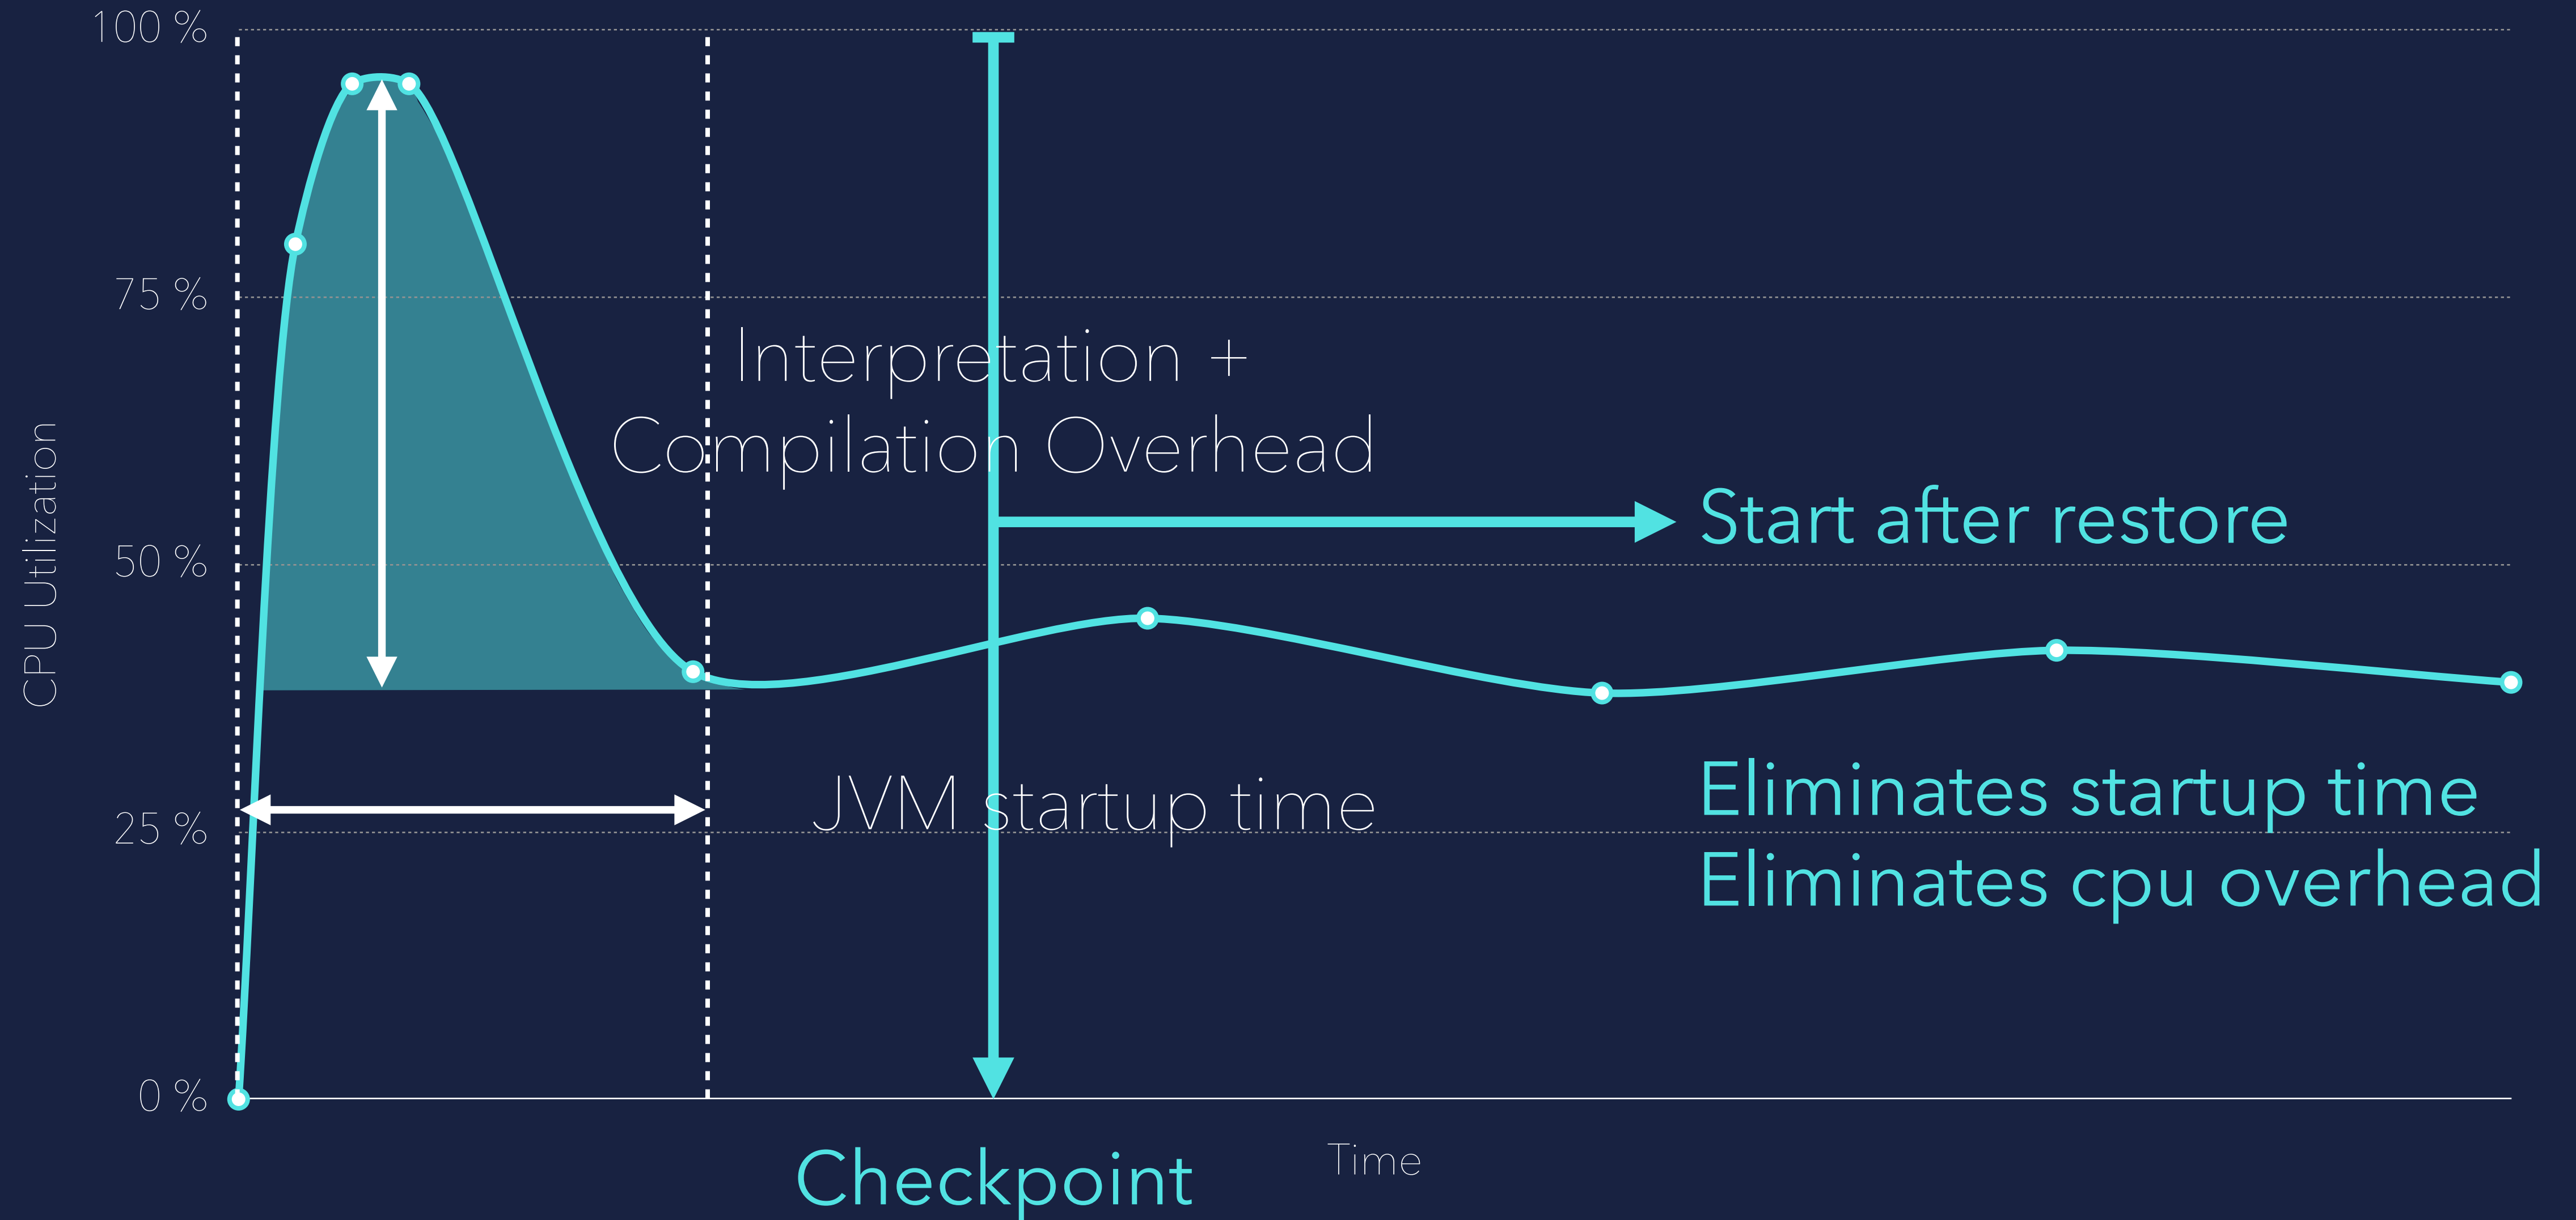 100 %
75 %
50 %
25 %
0 %
CPU Utilization
Interpretation +
Compilation Overhead
Start after restore
JVM startup time
Eliminates startup time
Eliminates cpu overhead
Checkpoint
Time